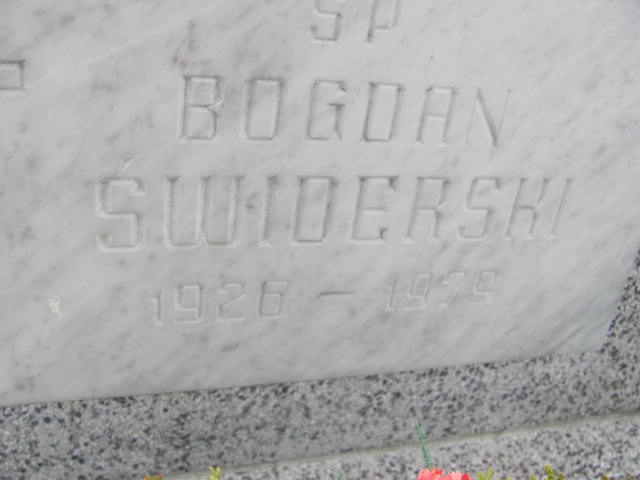 SP
BOGDAN
ŚWIDERSKI
1926 - 1979